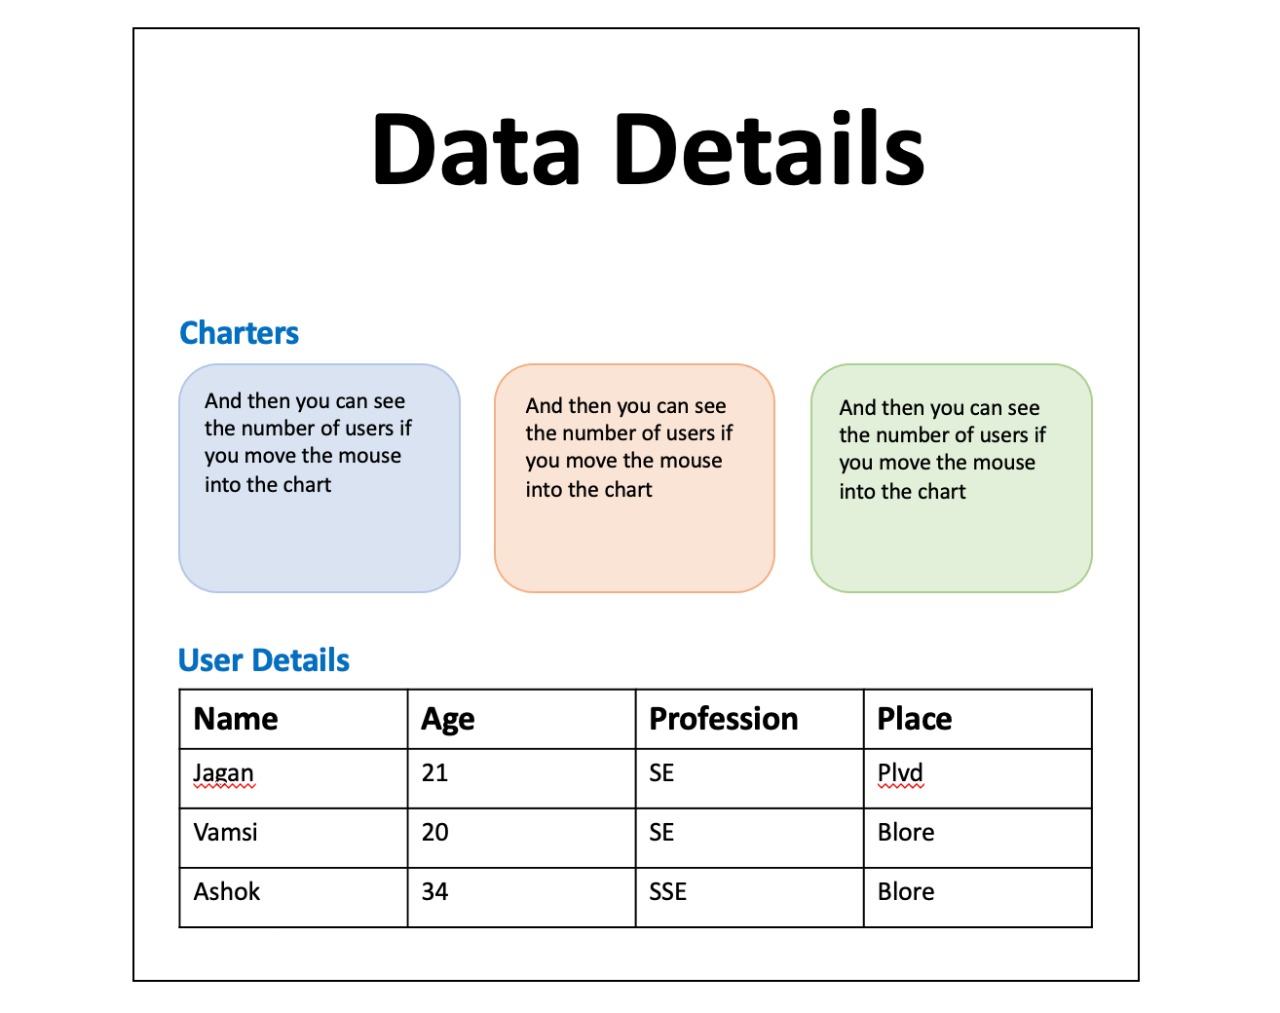 Data Details
Charters
And then you can see
the number of users if
you move the mouse
into the chart
And then you can see
the number of users if
you move the mouse
into the chart
And then you can see
the number of users if
you move the mouse
into the chart
User Details
Name Age Profession Place
Jagan 21 SE Plvd
Vamsi 20 SE Blore
Ashok 34 SSE Blore